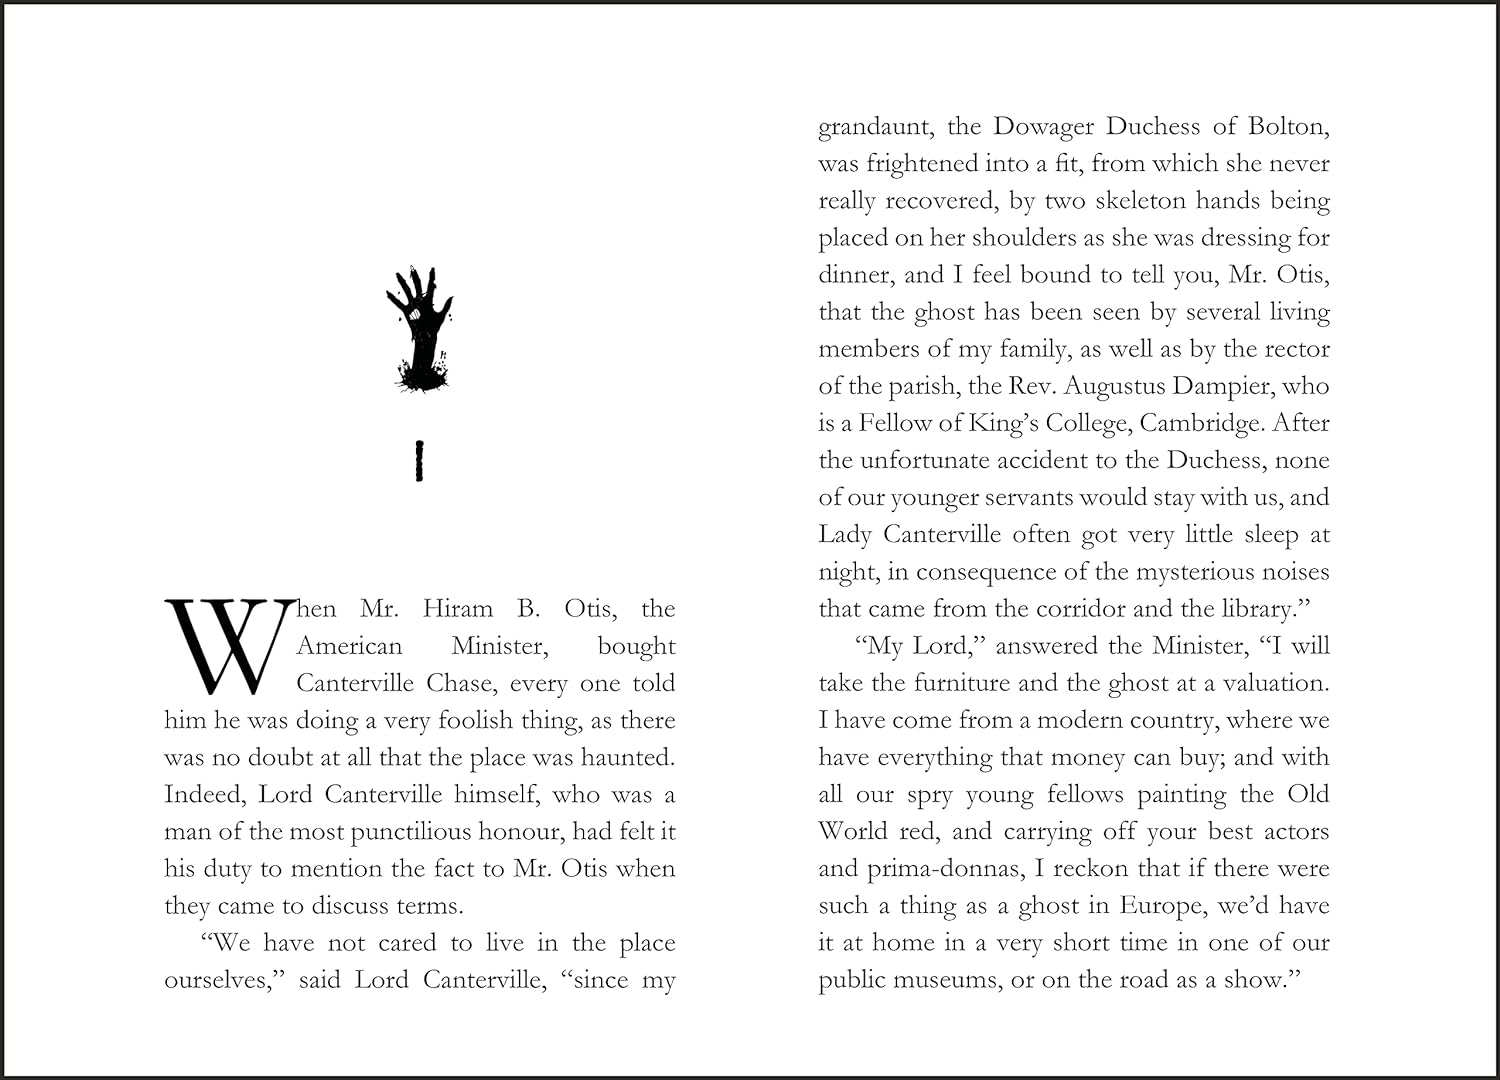 I
When Mr. Hiram B. Otis, the
American Minister, bought
Canterville Chase, every one told
him he was doing a very foolish thing, as there
was no doubt at all that the place was haunted.
Indeed, Lord Canterville himself, who was a
man of the most punctilious honour, had felt it
his duty to mention the fact to Mr. Otis when
they came to discuss terms.
“We have not cared to live in the place
ourselves,” said Lord Canterville, “since my
grandaunt, the Dowager Duchess of Bolton,
was frightened into a fit, from which she never
really recovered, by two skeleton hands being
placed on her shoulders as she was dressing for
dinner, and I feel bound to tell you, Mr. Otis,
that the ghost has been seen by several living
members of my family, as well as by the rector
of the parish, the Rev. Augustus Dampier, who
is a Fellow of King’s College, Cambridge. After
the unfortunate accident to the Duchess, none
of our younger servants would stay with us, and
Lady Canterville often got very little sleep at
night, in consequence of the mysterious noises
that came from the corridor and the library.”
“My Lord,” answered the Minister, “I will
take the furniture and the ghost at a valuation.
I have come from a modern country, where we
have everything that money can buy; and with
all our spry young fellows painting the Old
World red, and carrying off your best actors
and prima-donnas, I reckon that if there were
such a thing as a ghost in Europe, we’d have
it at home in a very short time in one of our
public museums, or on the road as a show.”